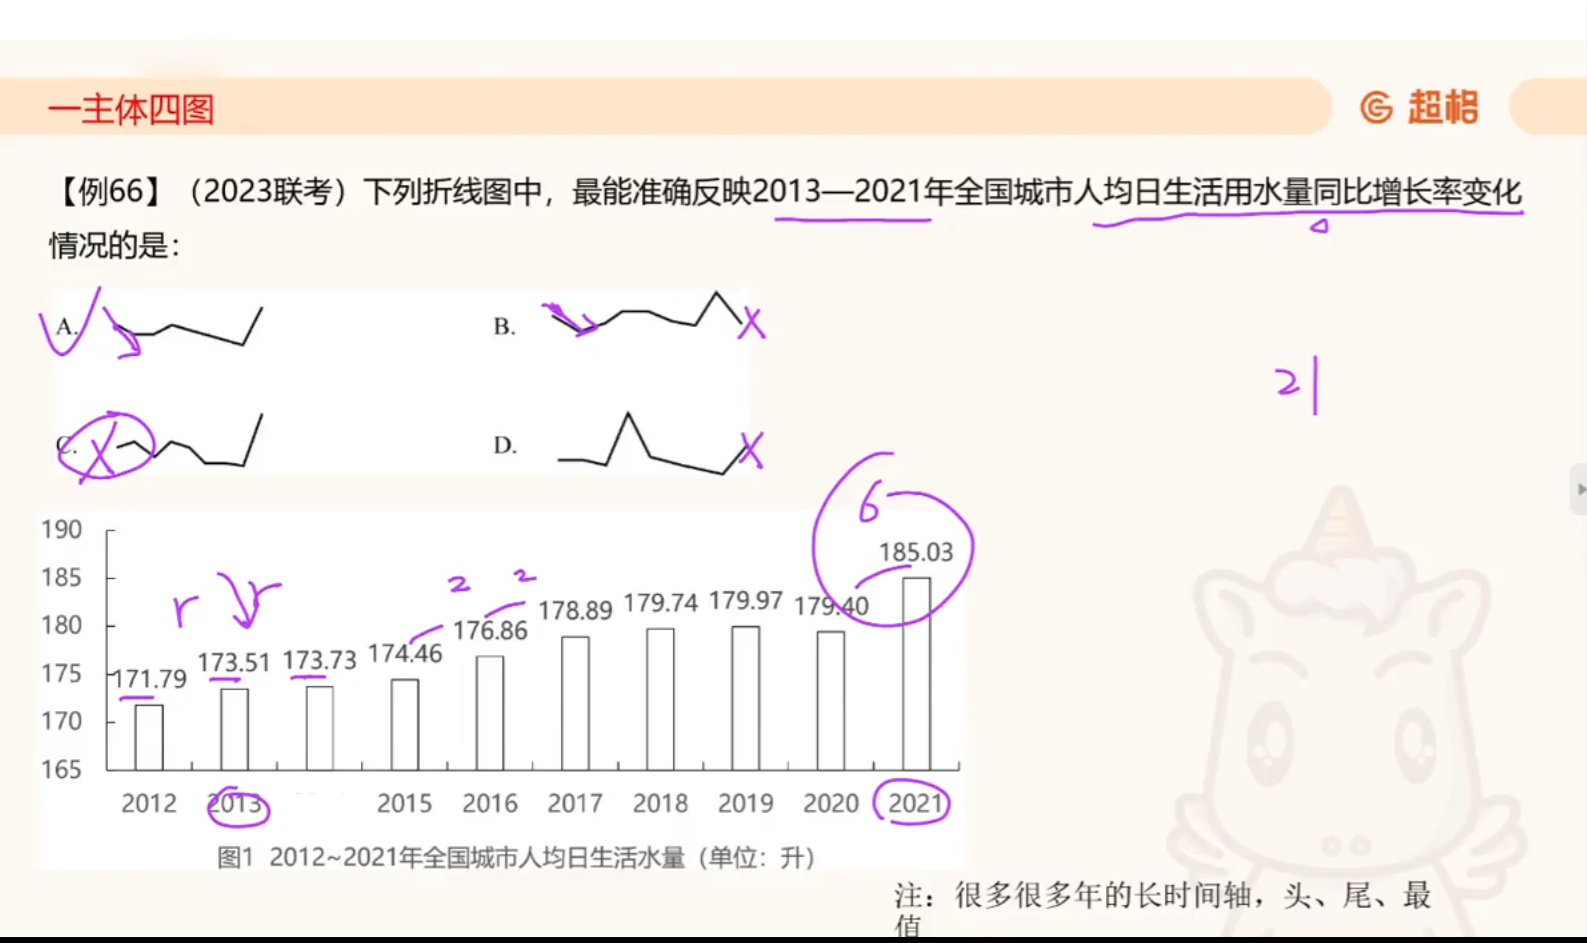 一主体四图
超格
【例66】（2023联考）下列折线图中，最能准确反映2013—2021年全国城市人均日生活用水量同比增长率变化
情况的是：
A.
B.
C.
D.
21
6
190
185
180
175
170
165
r r 2 2
171.79 173.51 173.73 174.46 176.86 178.89 179.74 179.97 179.40 185.03
2012 2013 2015 2016 2017 2018 2019 2020 2021
图1 2012~2021年全国城市人均日生活水量（单位：升）
注：很多很多年的长时间轴，头、尾、最
值